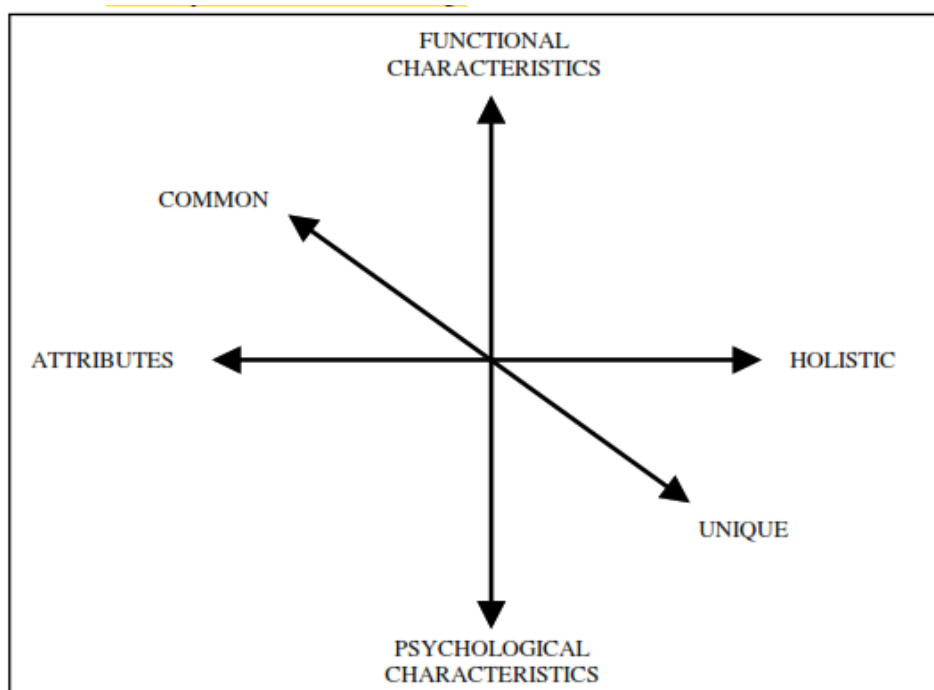 FUNCTIONAL
CHARACTERISTICS
COMMON
ATTRIBUTES
HOLISTIC
UNIQUE
PSYCHOLOGICAL
CHARACTERISTICS